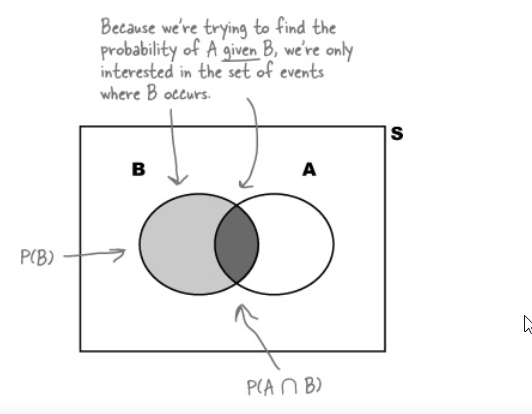 Because we're trying to find the
probability of A given B, we're only
interested in the set of events
where B occurs.
S
B
A
P(B)
P(A ∩ B)